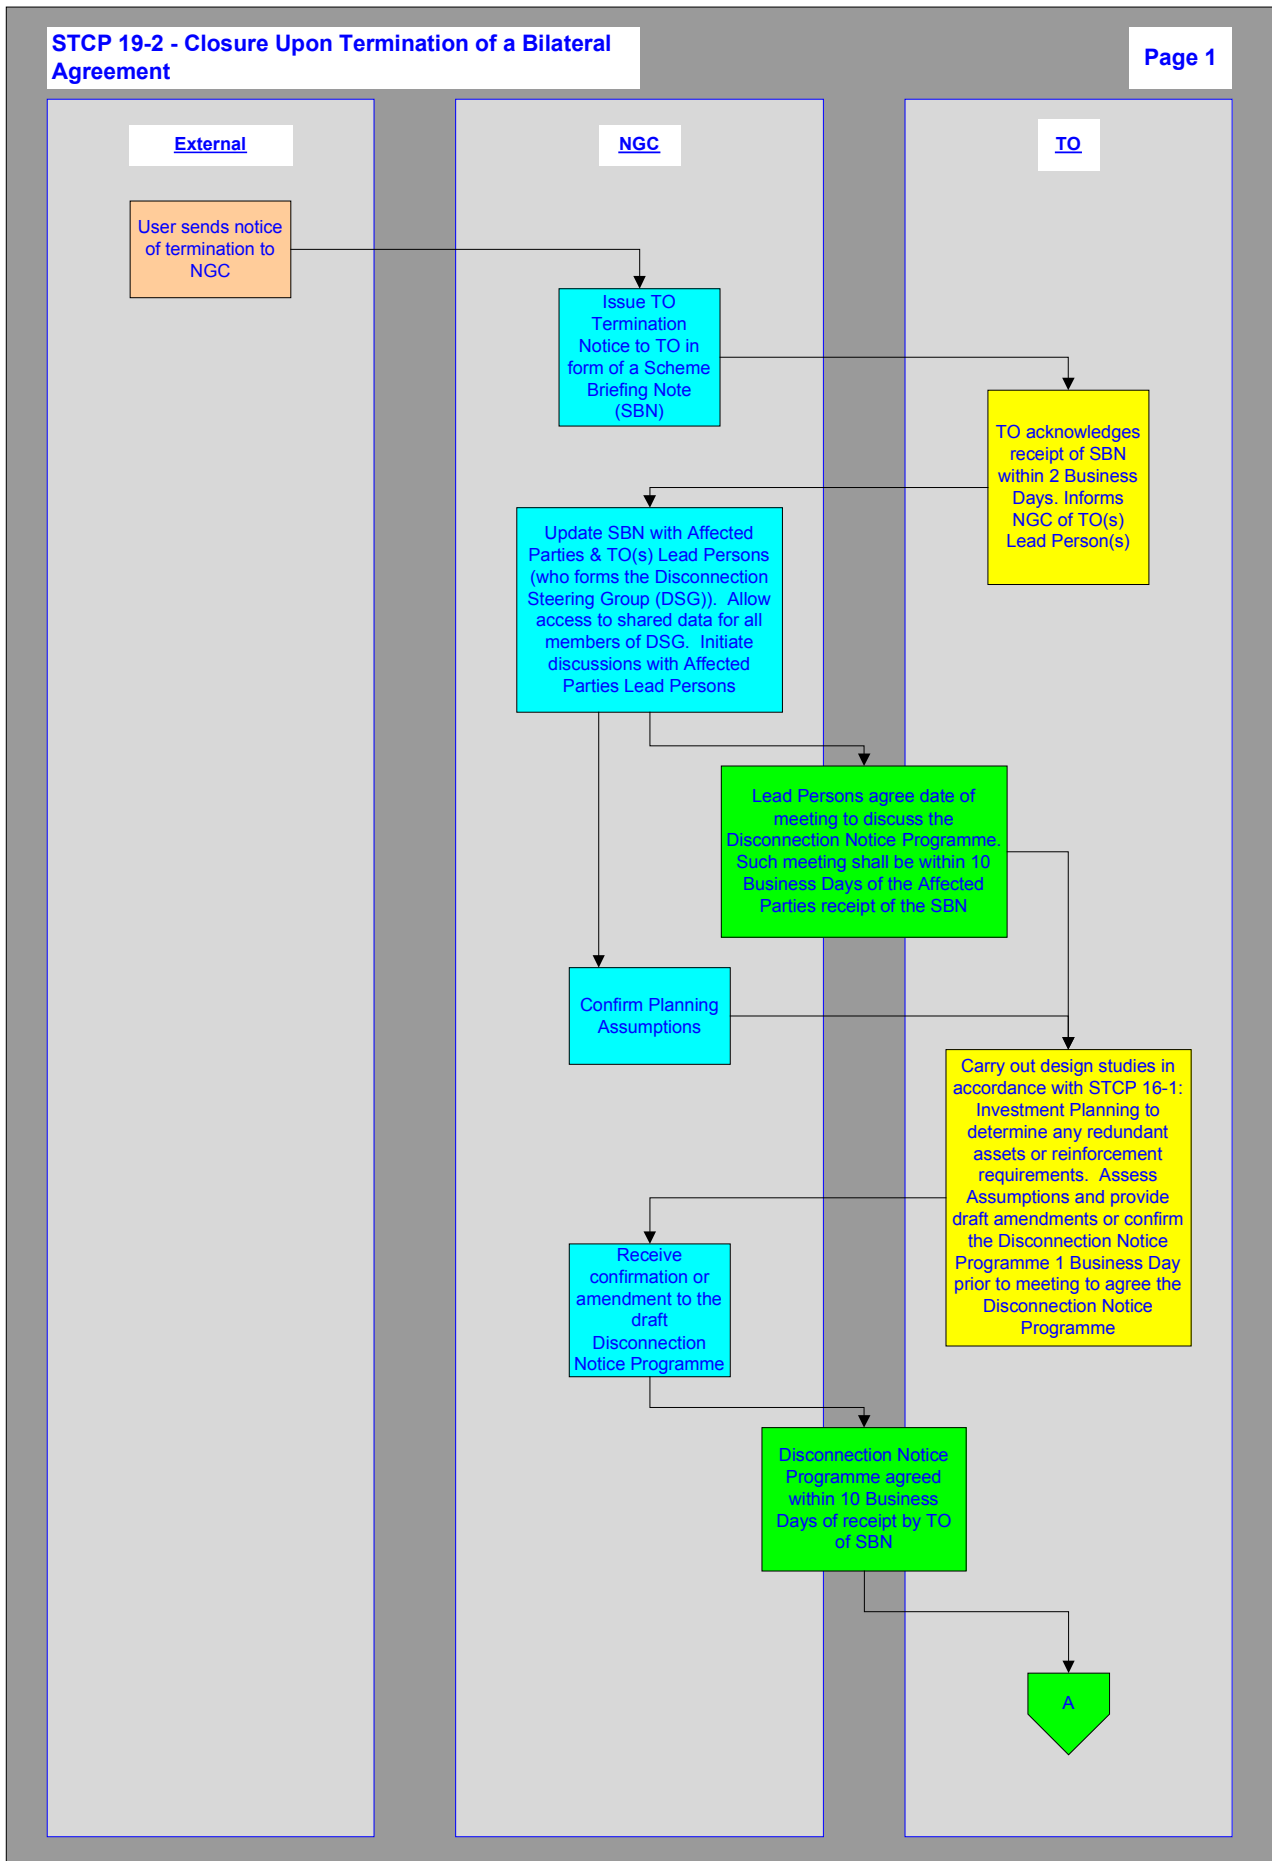 STCP 19-2 - Closure Upon Termination of a Bilateral
Agreement
Page 1
External
NGC
TO
User sends notice
of termination to
NGC
Issue TO
Termination
Notice to TO in
form of a Scheme
Briefing Note
(SBN)
TO acknowledges
receipt of SBN
within 2 Business
Days. Informs
NGC of TO(s)
Lead Person(s)
Update SBN with Affected
Parties & TO(s) Lead Persons
(who forms the Disconnection
Steering Group (DSG)).  Allow
access to shared data for all
members of DSG.  Initiate
discussions with Affected
Parties Lead Persons
Lead Persons agree date of
meeting to discuss the
Disconnection Notice Programme.
Such meeting shall be within 10
Business Days of the Affected
Parties receipt of the SBN
Confirm Planning
Assumptions
Carry out design studies in
accordance with STCP 16-1:
Investment Planning to
determine any redundant
assets or reinforcement
requirements.  Assess
Assumptions and provide
draft amendments or confirm
the Disconnection Notice
Programme 1 Business Day
prior to meeting to agree the
Disconnection Notice
Programme
Receive
confirmation or
amendment to the
draft
Disconnection
Notice Programme
Disconnection Notice
Programme agreed
within 10 Business
Days of receipt by TO
of SBN
A